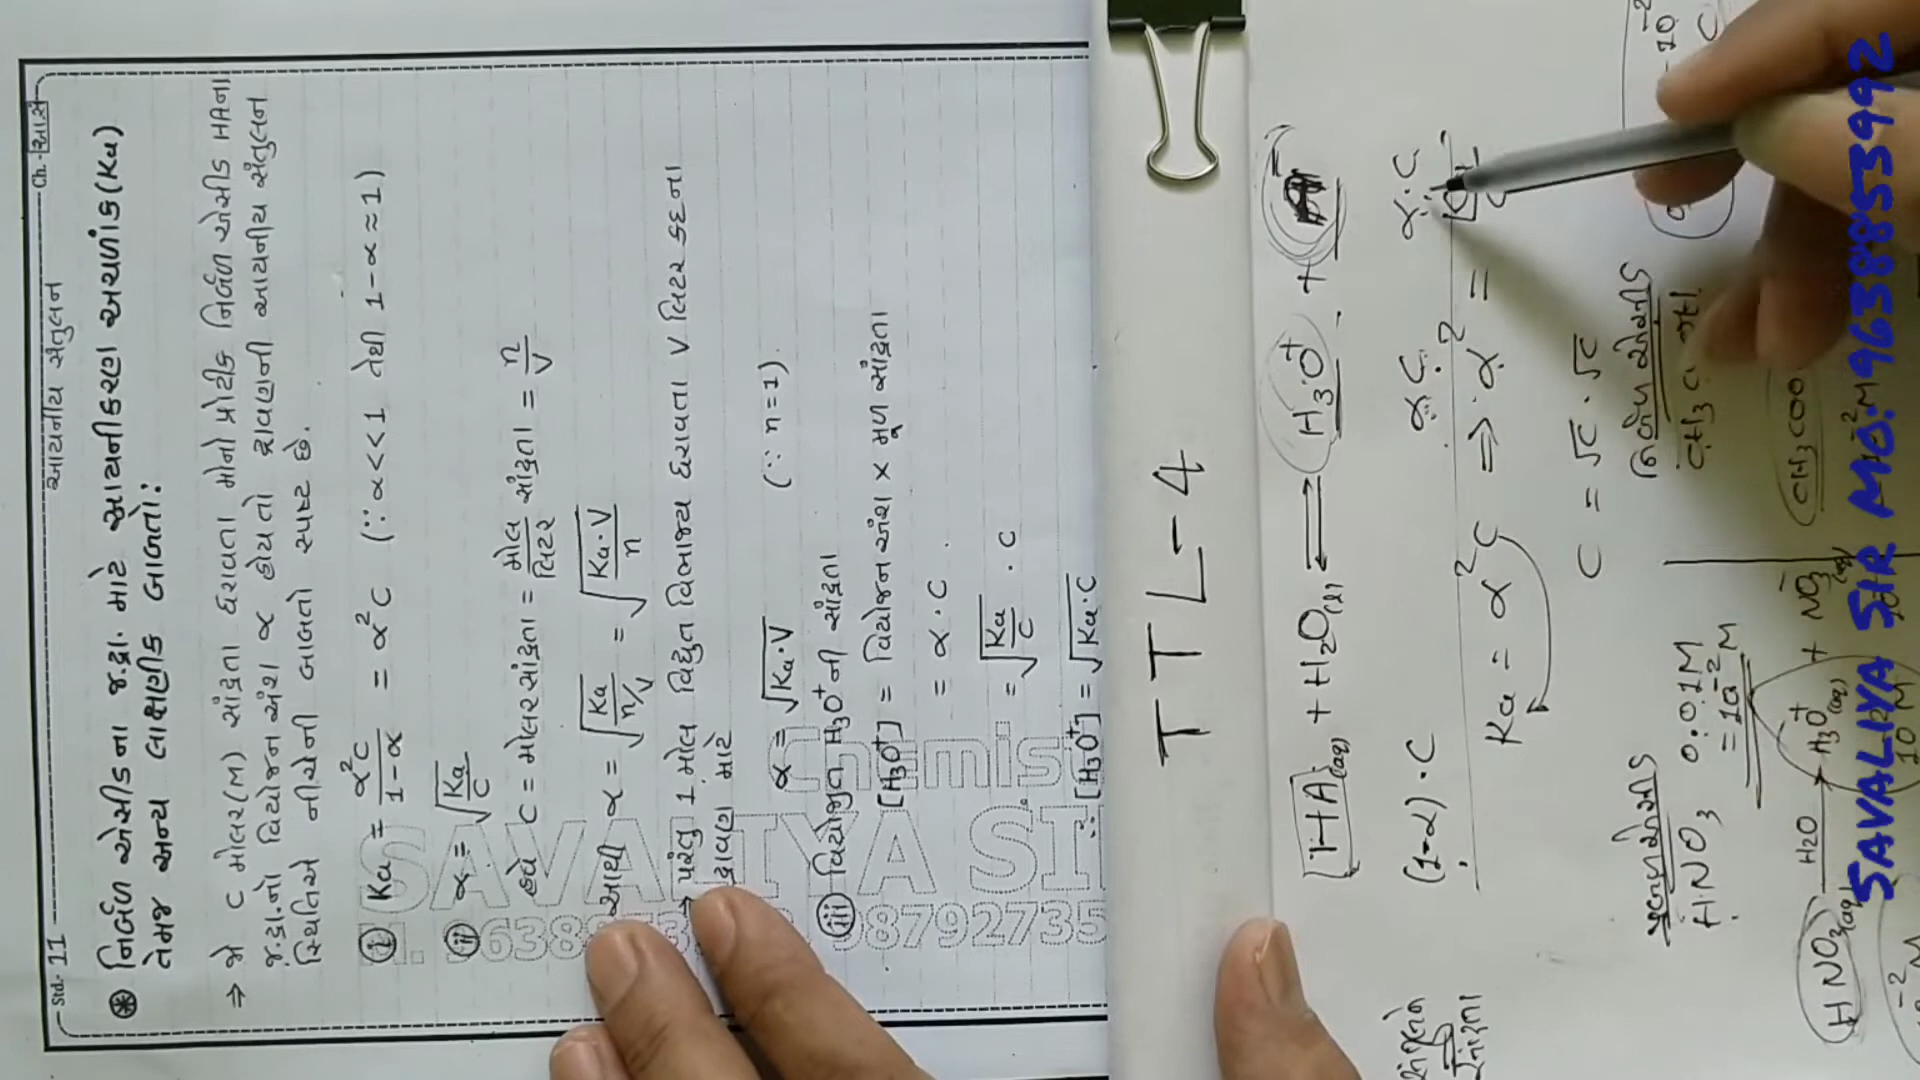 Std. 11
આયનીય સંતુલન
Ch. - આઠ
નિર્બળ એસીડના જ.દ્રા. માટે આયનીકરણ અચળાંક (Ka)
તેમજ અન્ય લાક્ષણીક બાબતો:
⇒ જો C મોલર(M) સાંદ્રતા ધરાવતા મોનો પ્રોટીક નિર્બળ એસીડ HAના
જ.દ્રા.નો વિયોજન અંશ α હોય તો દ્રાવણની આયનીય સંતુલન
સ્થિતિએ નીચેની બાબતો સ્પષ્ટ છે.
(i) Ka = α²C / 1-α = α²C (∵ α<<1 તેથી 1-α ≈ 1)
(ii) α = √(Ka/C)
હવે C = મોલર સાંદ્રતા = મોલ/લિટર સાંદ્રતા = n/V
આથી α = √(Ka / n/V) = √(Ka·V / n)
⇒ પરંતુ 1 મોલ વિદ્યુત વિભાજ્ય ધરાવતા V લિટર કદના
દ્રાવણ માટે
α = √(Ka·V) (∵ n=1)
(iii) વિયોજીત H₃O⁺ની સાંદ્રતા
[H₃O⁺] = વિયોજન અંશ × મૂળ સાંદ્રતા
= α·C
= √(Ka/C) · C
∴ [H₃O⁺] = √(Ka·C)
SAVALIYA SI
Chemis
TTL-4
HA(aq) + H₂O(l) ⇌ H₃O⁺ + A⁻
(1-α)·C αC α·C
Ka = α²C ⇒ α² =
C = √C · √C
પ્રબળ એસીડ
HNO₃ 0.01M
= 10⁻²M
HNO₃(aq) H₂O → H₃O⁺(aq) + NO₃⁻(aq)
નિર્બળ એસીડ
CH₃COO
SAVALIYA SIR MO. 9638853992